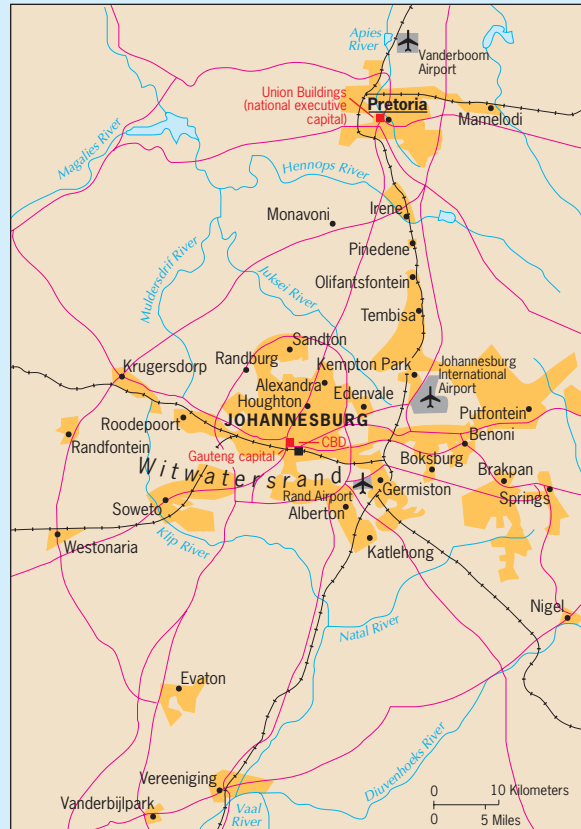 Apies
River
Vanderboom
Airport
Union Buildings
(national executive
capital)
Pretoria
Mamelodi
Magalies River
Hennops River
Irene
Monavoni
Pinedene
Muldersdrif River
Juksei River
Olifantsfontein
Tembisa
Sandton
Randburg
Kempton Park
Johannesburg
International
Airport
Krugersdorp
Alexandra
Edenvale
Houghton
Putfontein
Roodepoort
JOHANNESBURG
CBD
Benoni
Randfontein
Gauteng capital
Boksburg
Witwatersrand
Brakpan
Germiston
Springs
Rand Airport
Soweto
Alberton
Westonaria
Klip River
Katlehong
Nigel
Natal River
Evaton
Diuvenhoeks River
Vereeniging
Vanderbijlpark
Vaal
River
0 10 Kilometers
0 5 Miles